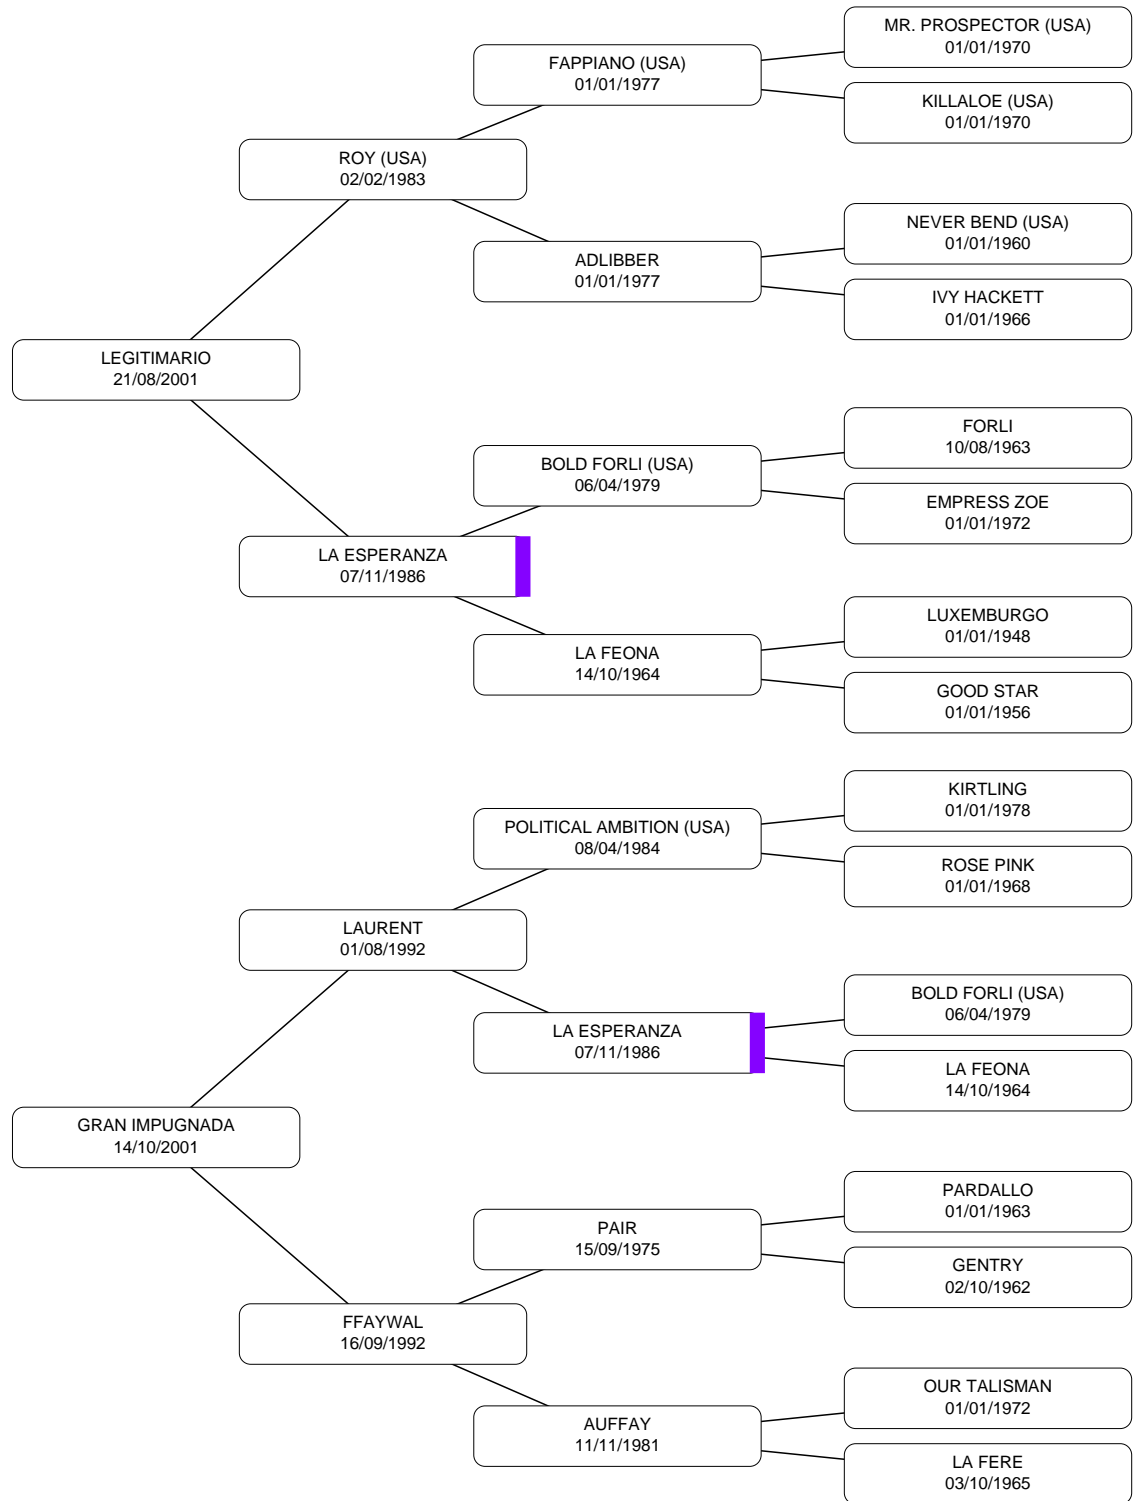 MR. PROSPECTOR (USA)
01/01/1970
FAPPIANO (USA)
01/01/1977
KILLALOE (USA)
01/01/1970
ROY (USA)
02/02/1983
NEVER BEND (USA)
01/01/1960
ADLIBBER
01/01/1977
IVY HACKETT
01/01/1966
LEGITIMARIO
21/08/2001
FORLI
10/08/1963
BOLD FORLI (USA)
06/04/1979
EMPRESS ZOE
01/01/1972
LA ESPERANZA
07/11/1986
LUXEMBURGO
01/01/1948
LA FEONA
14/10/1964
GOOD STAR
01/01/1956
KIRTLING
01/01/1978
POLITICAL AMBITION (USA)
08/04/1984
ROSE PINK
01/01/1968
LAURENT
01/08/1992
BOLD FORLI (USA)
06/04/1979
LA ESPERANZA
07/11/1986
LA FEONA
14/10/1964
GRAN IMPUGNADA
14/10/2001
PARDALLO
01/01/1963
PAIR
15/09/1975
GENTRY
02/10/1962
FFAYWAL
16/09/1992
OUR TALISMAN
01/01/1972
AUFFAY
11/11/1981
LA FERE
03/10/1965